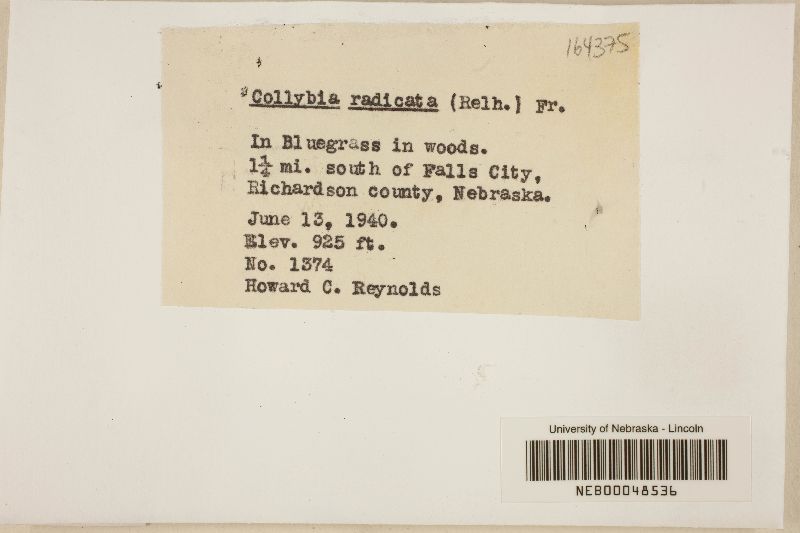 164375
Collybia radicata (Relh.) Fr.
In Bluegrass in woods.
1¼ mi. south of Falls City,
Richardson county, Nebraska.
June 13, 1940.
Elev. 925 ft.
No. 1374
Howard C. Reynolds
University of Nebraska - Lincoln
NEB00048536